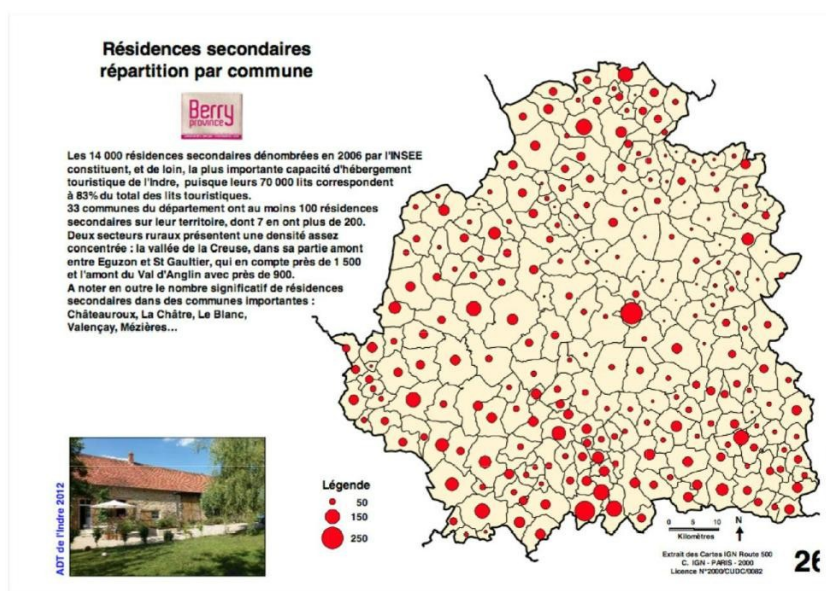 Résidences secondaires
répartition par commune
Berry
province
Les 14 000 résidences secondaires dénombrées en 2006 par l'INSEE
constituent, et de loin, la plus importante capacité d'hébergement
touristique de l'Indre, puisque leurs 70 000 lits correspondent
à 83% du total des lits touristiques.
33 communes du département ont au moins 100 résidences
secondaires sur leur territoire, dont 7 en ont plus de 200.
Deux secteurs ruraux présentent une densité assez
concentrée : la vallée de la Creuse, dans sa partie amont
entre Eguzon et St Gaultier, qui en compte près de 1 500
et l'amont du Val d'Anglin avec près de 900.
A noter en outre le nombre significatif de résidences
secondaires dans des communes importantes :
Châteauroux, La Châtre, Le Blanc,
Valençay, Mézières...
ADT de l'Indre 2012
Légende
50
150
250
0 5 10
Kilomètres
N
Extrait des Cartes IGN Route 500
C. IGN - PARIS - 2000
Licence N°2000/CUDC/0082
26